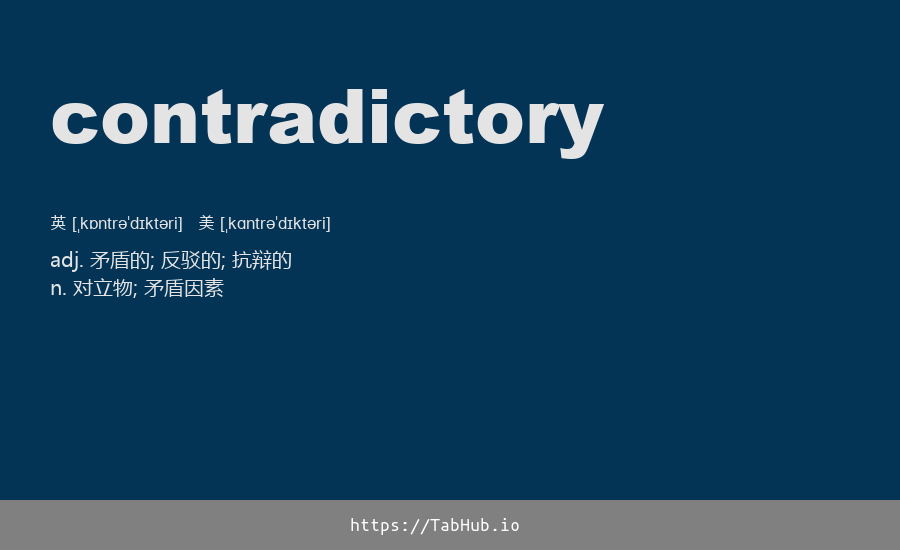 contradictory
英 [ˌkɒntrəˈdɪktəri] 美 [ˌkɑntrəˈdɪktəri]
adj. 矛盾的; 反驳的; 抗辩的
n. 对立物; 矛盾因素
https://TabHub.io